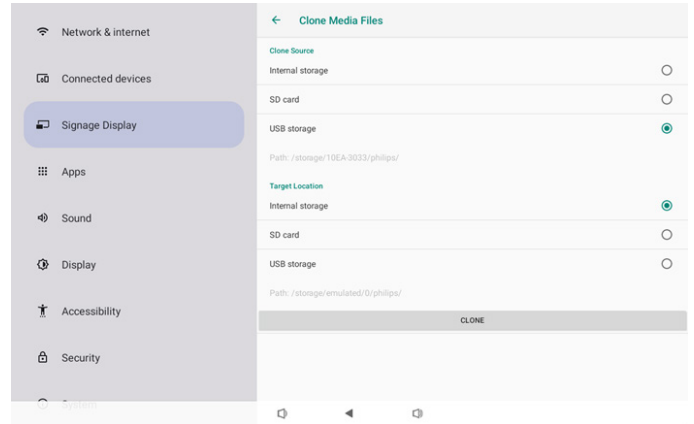 Network & internet
Connected devices
Signage Display
Apps
Sound
Display
Accessibility
Security
System
Clone Media Files
Clone Source
Internal storage
SD card
USB storage
Path: /storage/10EA-3033/philips/
Target Location
Internal storage
SD card
USB storage
Path: /storage/emulated/0/philips/
CLONE